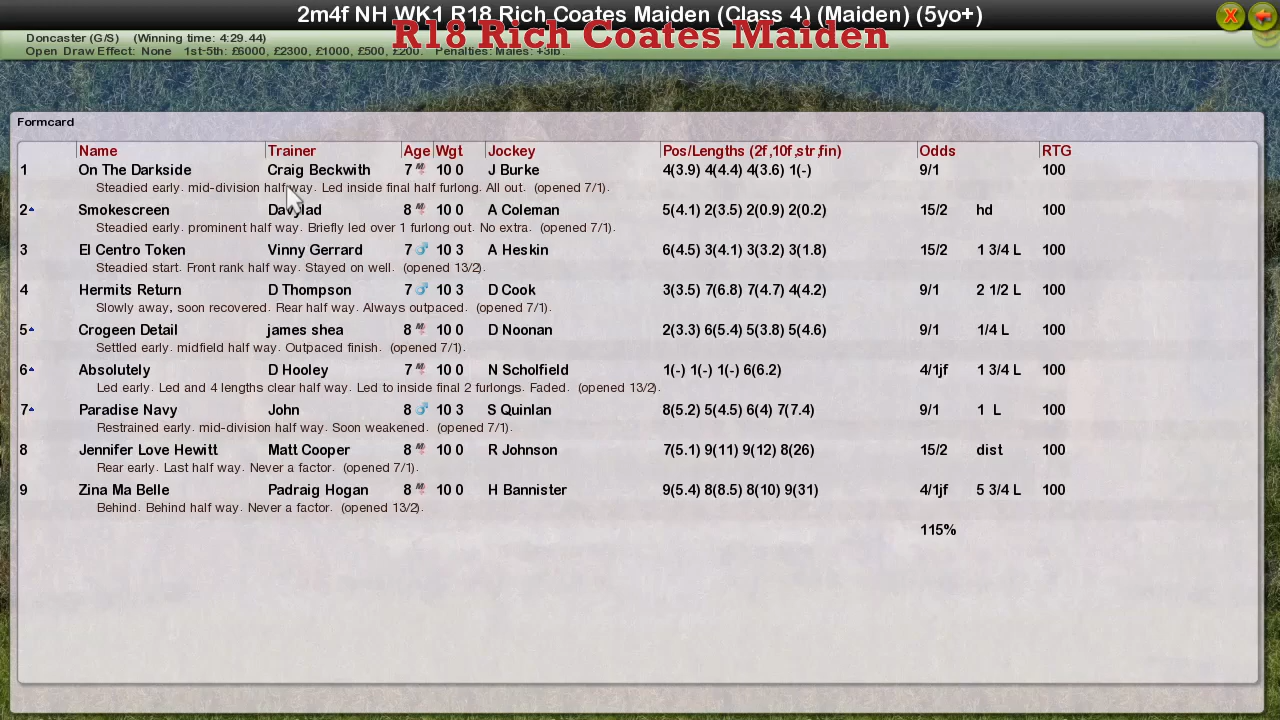 2m4f NH WK1 R18 Rich Coates Maiden (Class 4) (Maiden) (5yo+)
R18 Rich Coates Maiden
Doncaster (G/S) (Winning time: 4:29.44)
Open Draw Effect: None 1st-5th: £6000, £2300, £1000, £500, £200. Penalties: Males: +3lb.
Formcard
Name Trainer Age Wgt Jockey Pos/Lengths (2f,10f,str,fin) Odds RTG
1 On The Darkside Craig Beckwith 7 10 0 J Burke 4(3.9) 4(4.4) 4(3.6) 1(-) 9/1 100
Steadied early. mid-division half way. Led inside final half furlong. All out. (opened 7/1).
2 Smokescreen 8 10 0 A Coleman 5(4.1) 2(3.5) 2(0.9) 2(0.2) 15/2 hd 100
Steadied early. prominent half way. Briefly led over 1 furlong out. No extra. (opened 7/1).
3 El Centro Token Vinny Gerrard 7 10 3 A Heskin 6(4.5) 3(4.1) 3(3.2) 3(1.8) 15/2 1 3/4 L 100
Steadied start. Front rank half way. Stayed on well. (opened 13/2).
4 Hermits Return D Thompson 7 10 3 D Cook 3(3.5) 7(6.8) 7(4.7) 4(4.2) 9/1 2 1/2 L 100
Slowly away, soon recovered. Rear half way. Always outpaced. (opened 7/1).
5 Crogeen Detail james shea 8 10 0 D Noonan 2(3.3) 6(5.4) 5(3.8) 5(4.6) 9/1 1/4 L 100
Settled early. midfield half way. Outpaced finish. (opened 7/1).
6 Absolutely D Hooley 7 10 0 N Scholfield 1(-) 1(-) 1(-) 6(6.2) 4/1jf 1 3/4 L 100
Led early. Led and 4 lengths clear half way. Led to inside final 2 furlongs. Faded. (opened 13/2).
7 Paradise Navy John 8 10 3 S Quinlan 8(5.2) 5(4.5) 6(4) 7(7.4) 9/1 1 L 100
Restrained early. mid-division half way. Soon weakened. (opened 7/1).
8 Jennifer Love Hewitt Matt Cooper 8 10 0 R Johnson 7(5.1) 9(11) 9(12) 8(26) 15/2 dist 100
Rear early. Last half way. Never a factor. (opened 7/1).
9 Zina Ma Belle Padraig Hogan 8 10 0 H Bannister 9(5.4) 8(8.5) 8(10) 9(31) 4/1jf 5 3/4 L 100
Behind. Behind half way. Never a factor. (opened 13/2).
115%